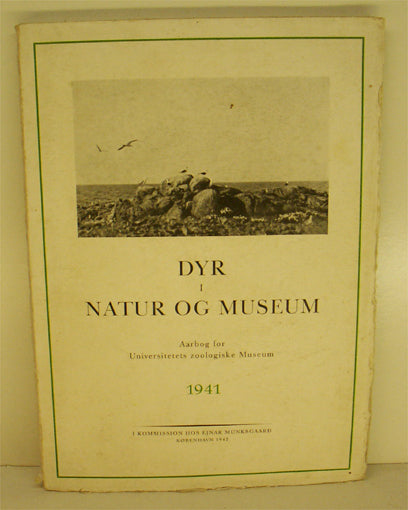 DYR
I
NATUR OG MUSEUM
Aarbog for
Universitetets zoologiske Museum
1941
I KOMMISSION HOS EJNAR MUNKSGAARD
KØBENHAVN 1942